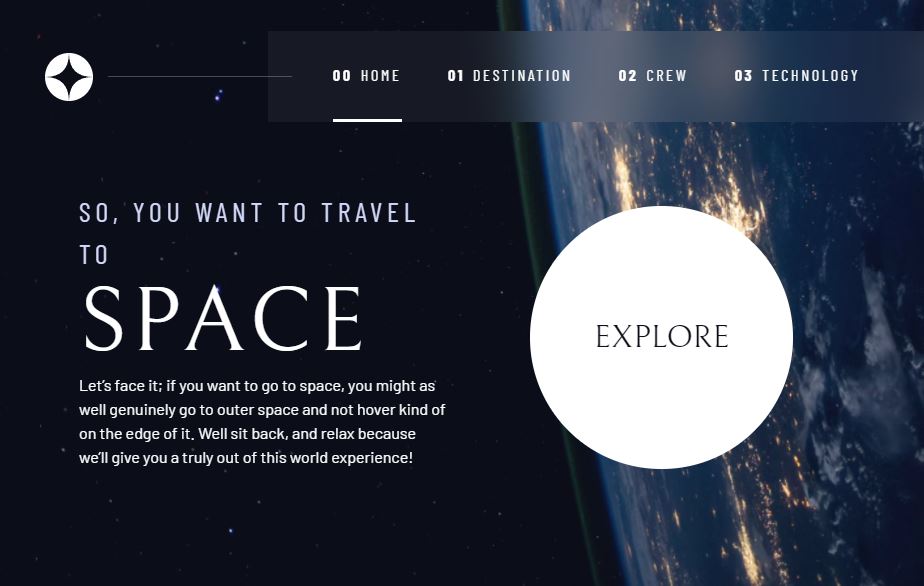 00 HOME 01 DESTINATION 02 CREW 03 TECHNOLOGY
SO, YOU WANT TO TRAVEL
TO
SPACE
Let’s face it; if you want to go to space, you might as
well genuinely go to outer space and not hover kind of
on the edge of it. Well sit back, and relax because
we’ll give you a truly out of this world experience!
EXPLORE